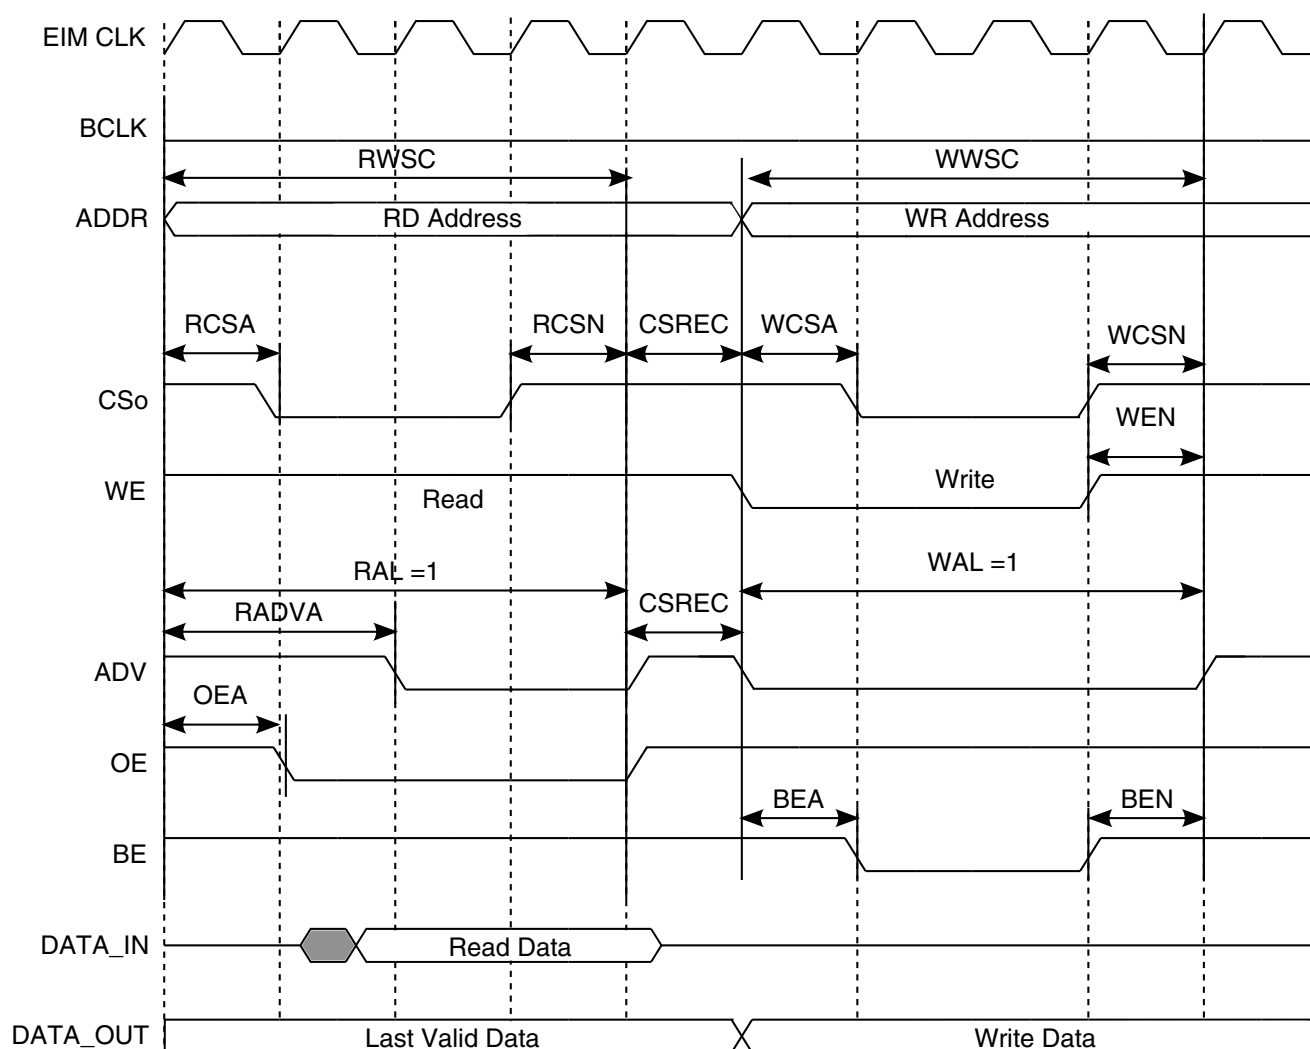 EIM CLK
BCLK
RWSC
WWSC
ADDR
RD Address
WR Address
RCSA
RCSN
CSREC
WCSA
WCSN
CSo
WEN
WE
Read
Write
RAL =1
WAL =1
RADVA
CSREC
ADV
OEA
OE
BEA
BEN
BE
DATA_IN
Read Data
DATA_OUT
Last Valid Data
Write Data